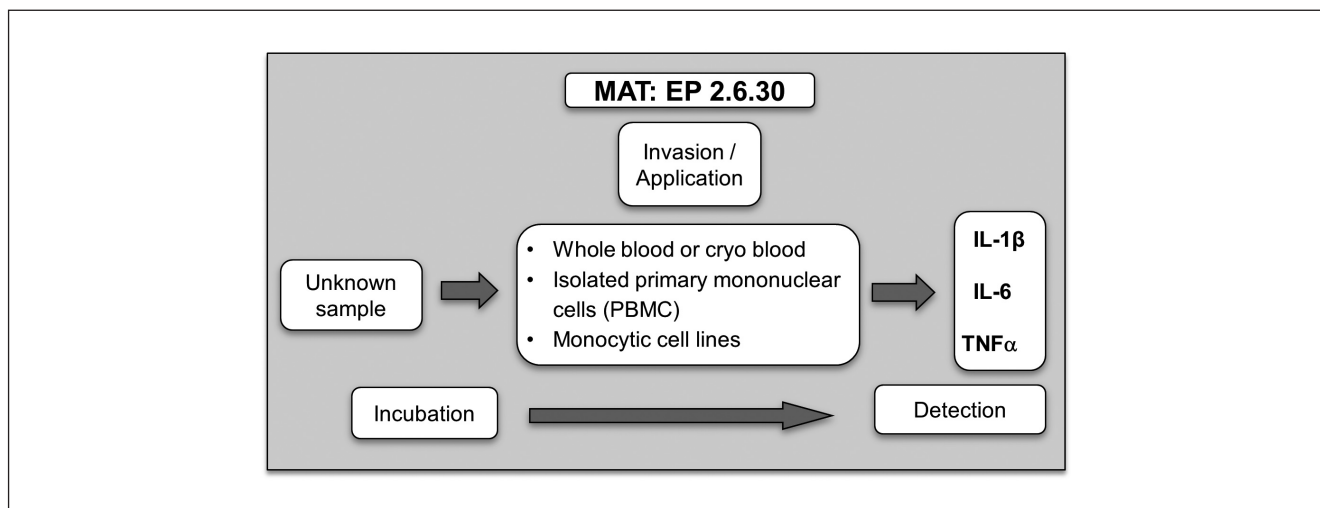 MAT: EP 2.6.30
Invasion /
Application
Unknown
sample
• Whole blood or cryo blood
• Isolated primary mononuclear
cells (PBMC)
• Monocytic cell lines
IL-1β
IL-6
TNFα
Incubation
Detection